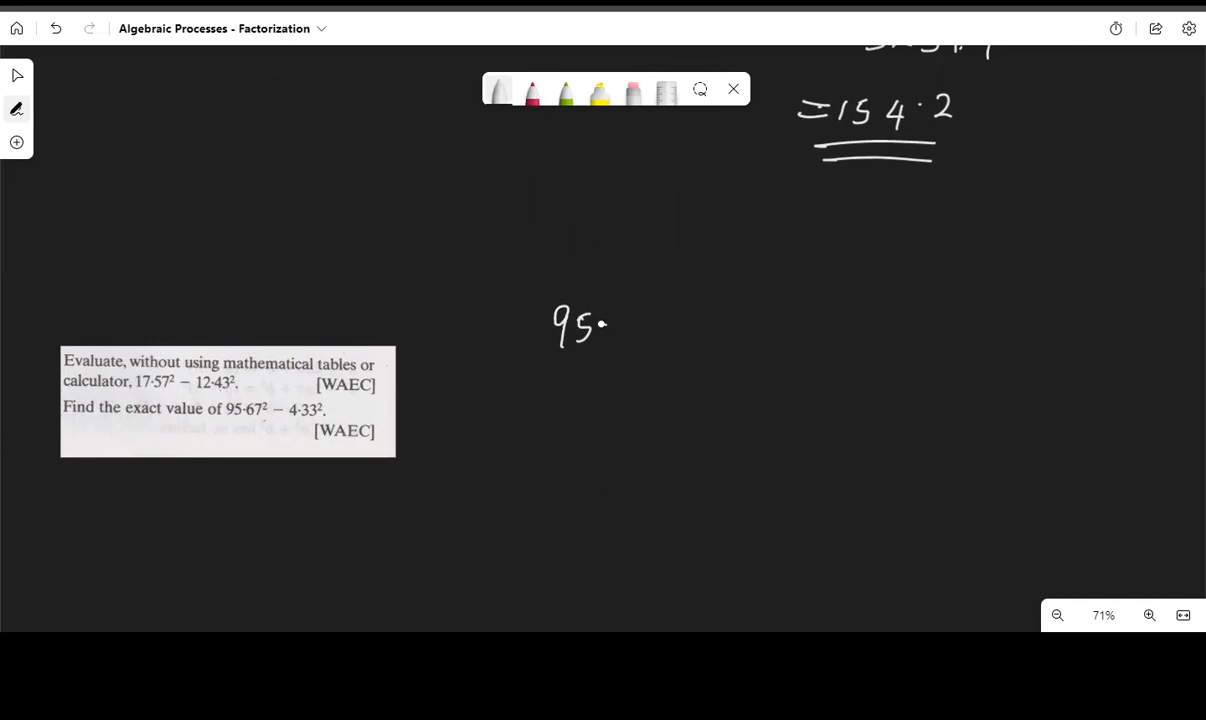 Algebraic Processes - Factorization
=154.2
95.
Evaluate, without using mathematical tables or
calculator, 17·57² − 12·43². [WAEC]
Find the exact value of 95·67² − 4·33².
[WAEC]
71%